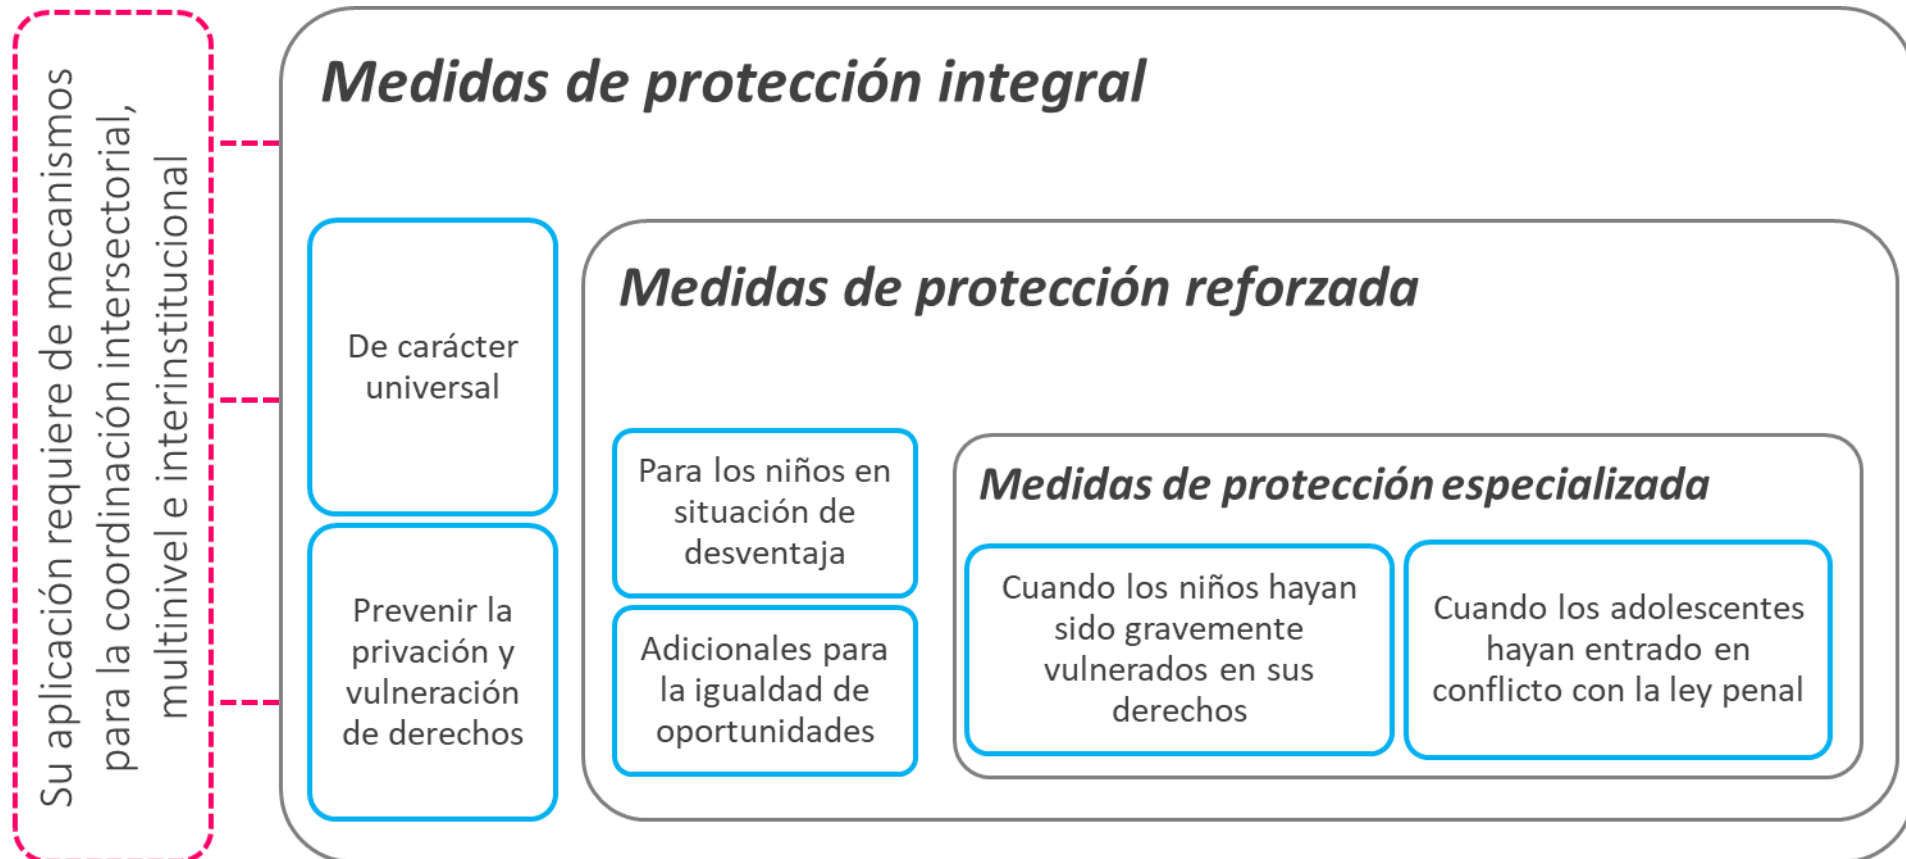 Su aplicación requiere de mecanismos
para la coordinación intersectorial,
multinivel e interinstitucional
Medidas de protección integral
De carácter
universal
Prevenir la
privación y
vulneración
de derechos
Medidas de protección reforzada
Para los niños en
situación de
desventaja
Adicionales para
la igualdad de
oportunidades
Medidas de protección especializada
Cuando los niños hayan
sido gravemente
vulnerados en sus
derechos
Cuando los adolescentes
hayan entrado en
conflicto con la ley penal